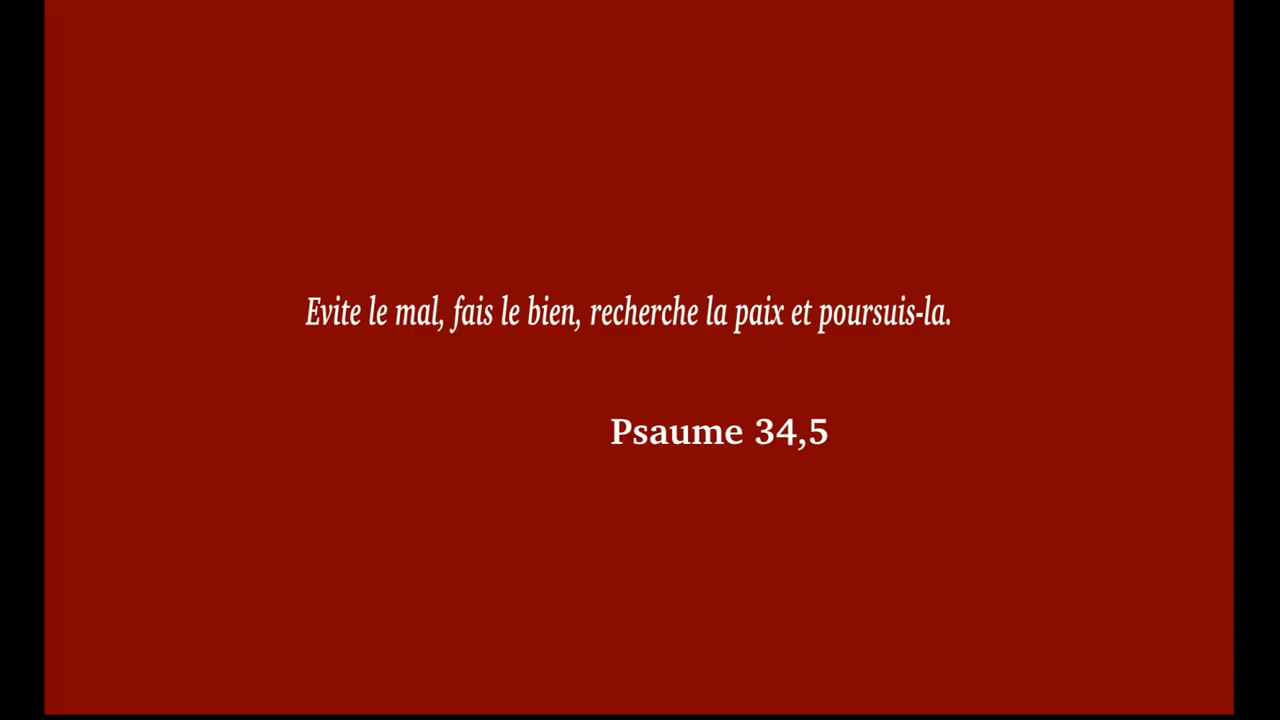 Evite le mal, fais le bien, recherche la paix et poursuis-la.
Psaume 34,5